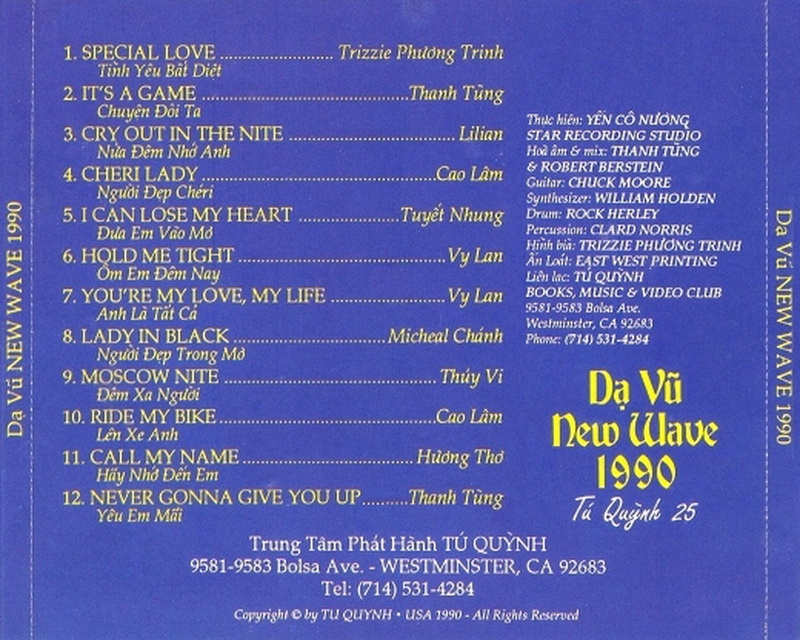 1. SPECIAL LOVE .......................... Trizzie Phương Trinh
Tình Yêu Bất Diệt
2. IT'S A GAME .......................... Thanh Tùng
Chuyện Đôi Ta
3. CRY OUT IN THE NITE .......................... Lilian
Nửa Đêm Nhớ Anh
4. CHERI LADY .......................... Cao Lâm
Người Đẹp Chéri
5. I CAN LOSE MY HEART .......................... Tuyết Nhung
Đưa Em Vào Mơ
6. HOLD ME TIGHT .......................... Vy Lan
Ôm Em Đêm Nay
7. YOU'RE MY LOVE, MY LIFE .......................... Vy Lan
Anh Là Tất Cả
8. LADY IN BLACK .......................... Micheal Chánh
Người Đẹp Trong Mờ
9. MOSCOW NITE .......................... Thúy Vi
Đêm Xa Người
10. RIDE MY BIKE .......................... Cao Lâm
Lên Xe Anh
11. CALL MY NAME .......................... Hương Thơ
Hãy Nhớ Đến Em
12. NEVER GONNA GIVE YOU UP .......... Thanh Tùng
Yêu Em Mãi
Thực hiện: YẾN CÔ NƯƠNG
STAR RECORDING STUDIO
Hoà âm & mix: THANH TÙNG
& ROBERT BERSTEIN
Guitar: CHUCK MOORE
Synthesizer: WILLIAM HOLDEN
Drum: ROCK HERLEY
Percussion: CLARD NORRIS
Hình bìa: TRIZZIE PHƯƠNG TRINH
Ấn Loát: EAST WEST PRINTING
Liên lạc: TÚ QUỲNH
BOOKS, MUSIC & VIDEO CLUB
9581-9583 Bolsa Ave.
Westminster, CA 92683
Phone: (714) 531-4284
Dạ Vũ
New Wave
1990
Tú Quỳnh 25
Trung Tâm Phát Hành TÚ QUỲNH
9581-9583 Bolsa Ave. - WESTMINSTER, CA 92683
Tel: (714) 531-4284
Copyright © by TU QUYNH • USA 1990 - All Rights Reserved
Dạ Vũ NEW WAVE 1990
Dạ Vũ NEW WAVE 1990